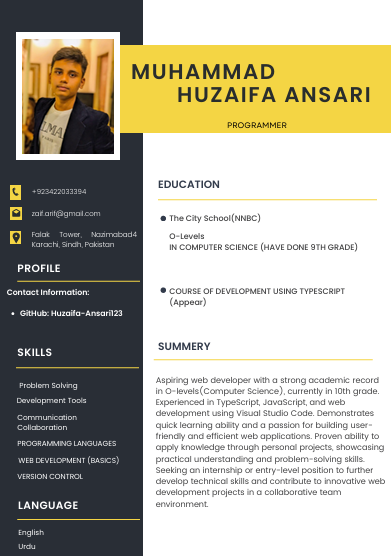 MUHAMMAD
HUZAIFA ANSARI
PROGRAMMER
+923422033394
zaif.arif@gmail.com
Falak Tower, Nazimabad4
Karachi, Sindh, Pakistan
PROFILE
Contact Information:
• GitHub: Huzaifa-Ansari123
SKILLS
Problem Solving
Development Tools
Communication
Collaboration
PROGRAMMING LANGUAGES
WEB DEVELOPMENT (BASICS)
VERSION CONTROL
LANGUAGE
English
Urdu
EDUCATION
• The City School(NNBC)
O-Levels
IN COMPUTER SCIENCE (HAVE DONE 9TH GRADE)
• COURSE OF DEVELOPMENT USING TYPESCRIPT
(Appear)
SUMMERY
Aspiring web developer with a strong academic record
in O-levels(Computer Science), currently in 10th grade.
Experienced in TypeScript, JavaScript, and web
development using Visual Studio Code. Demonstrates
quick learning ability and a passion for building user-
friendly and efficient web applications. Proven ability to
apply knowledge through personal projects, showcasing
practical understanding and problem-solving skills.
Seeking an internship or entry-level position to further
develop technical skills and contribute to innovative web
development projects in a collaborative team
environment.